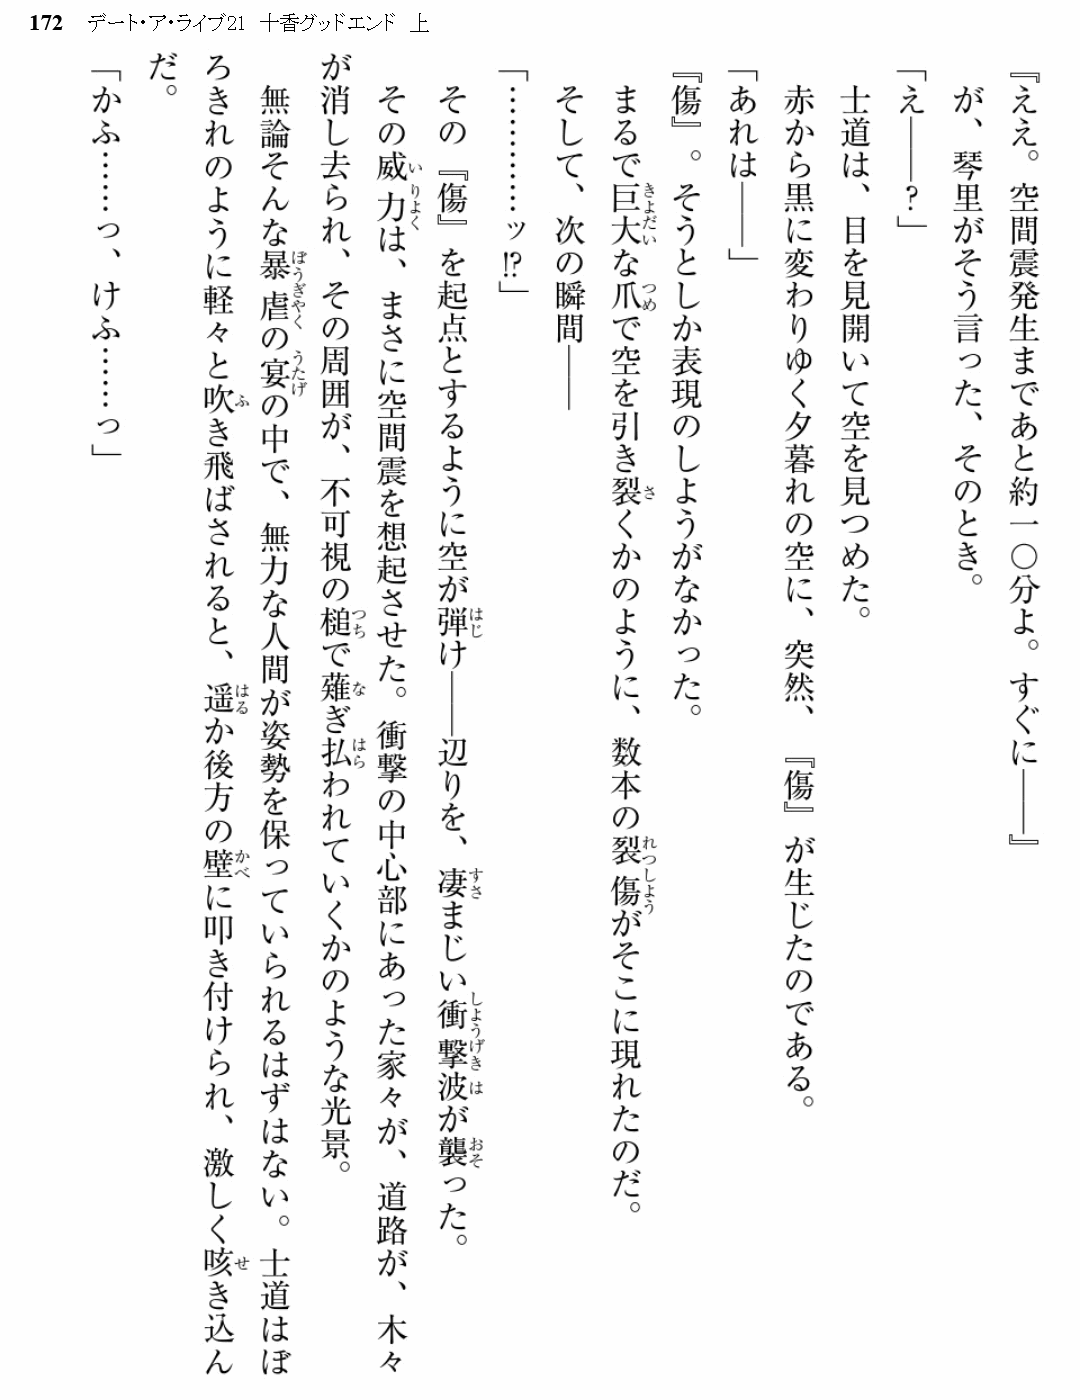 172 デート・ア・ライブ21 十香グッドエンド 上
『ええ。空間震発生まであと約一〇分よ。すぐに――』
が、琴里がそう言った、そのとき。
「え――?」
士道は、目を見開いて空を見つめた。
赤から黒に変わりゆく夕暮れの空に、突然、『傷』が生じたのである。
「あれは――」
『傷』。そうとしか表現のしようがなかった。
まるで巨大な爪で空を引き裂くかのように、数本の裂傷がそこに現れたのだ。
そして、次の瞬間――
「…………ッ!?」
その『傷』を起点とするように空が弾け――辺りを、凄まじい衝撃波が襲った。
その威力は、まさに空間震を想起させた。衝撃の中心部にあった家々が、道路が、木々
が消し去られ、その周囲が、不可視の槌で薙ぎ払われていくかのような光景。
無論そんな暴虐の宴の中で、無力な人間が姿勢を保っていられるはずはない。士道はぼ
ろきれのように軽々と吹き飛ばされると、遥か後方の壁に叩き付けられ、激しく咳き込ん
だ。
「かふ……っ、けふ……っ」